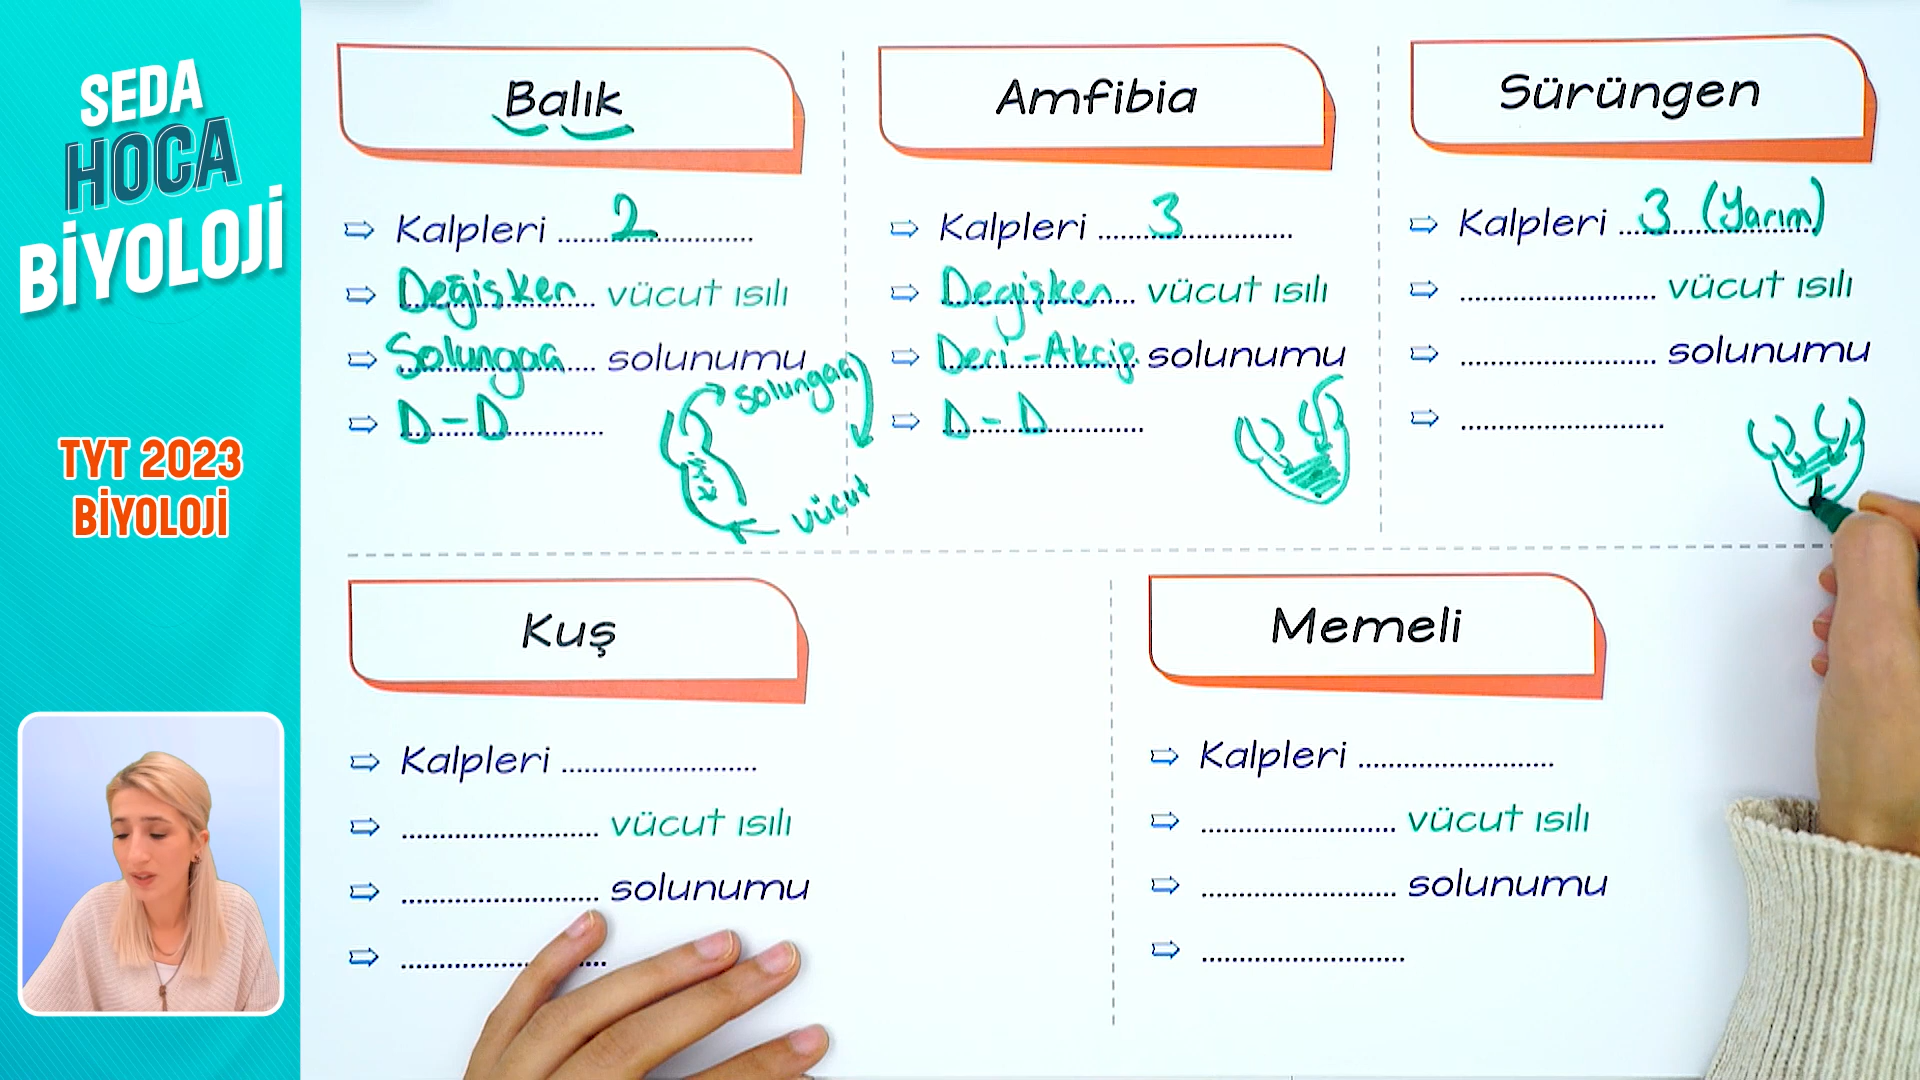 SEDA
HOCA
BİYOLOJİ
TYT 2023
BİYOLOJİ
Balık
Kalpleri 2
Değişken vücut ısılı
Solungaç solunumu
D-D
solungaç
vücut
Amfibia
Kalpleri 3
Değişken vücut ısılı
Deri-Akciğ. solunumu
D-D
Sürüngen
Kalpleri 3 (Yarım)
vücut ısılı
solunumu
Kuş
Kalpleri
vücut ısılı
solunumu
Memeli
Kalpleri
vücut ısılı
solunumu